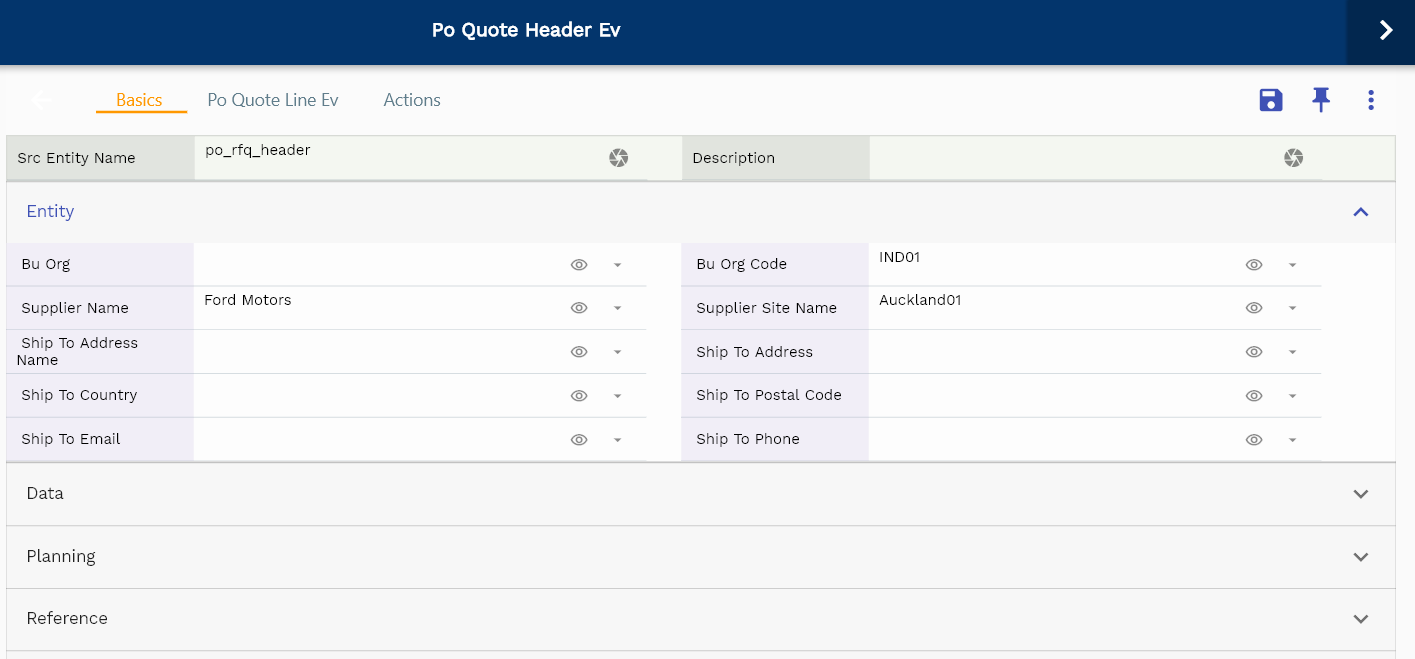 Po Quote Header Ev
Basics Po Quote Line Ev Actions
Src Entity Name po_rfq_header Description
Entity
Bu Org Bu Org Code IND01
Supplier Name Ford Motors Supplier Site Name Auckland01
Ship To Address
Name Ship To Address
Ship To Country Ship To Postal Code
Ship To Email Ship To Phone
Data
Planning
Reference